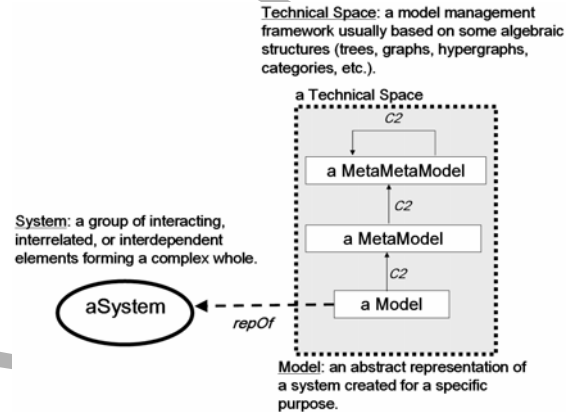 Technical Space: a model management
framework usually based on some algebraic
structures (trees, graphs, hypergraphs,
categories, etc.).
a Technical Space
C2
a MetaMetaModel
C2
System: a group of interacting,
interrelated, or interdependent
elements forming a complex whole.
a MetaModel
C2
aSystem
a Model
repOf
Model: an abstract representation of
a system created for a specific
purpose.